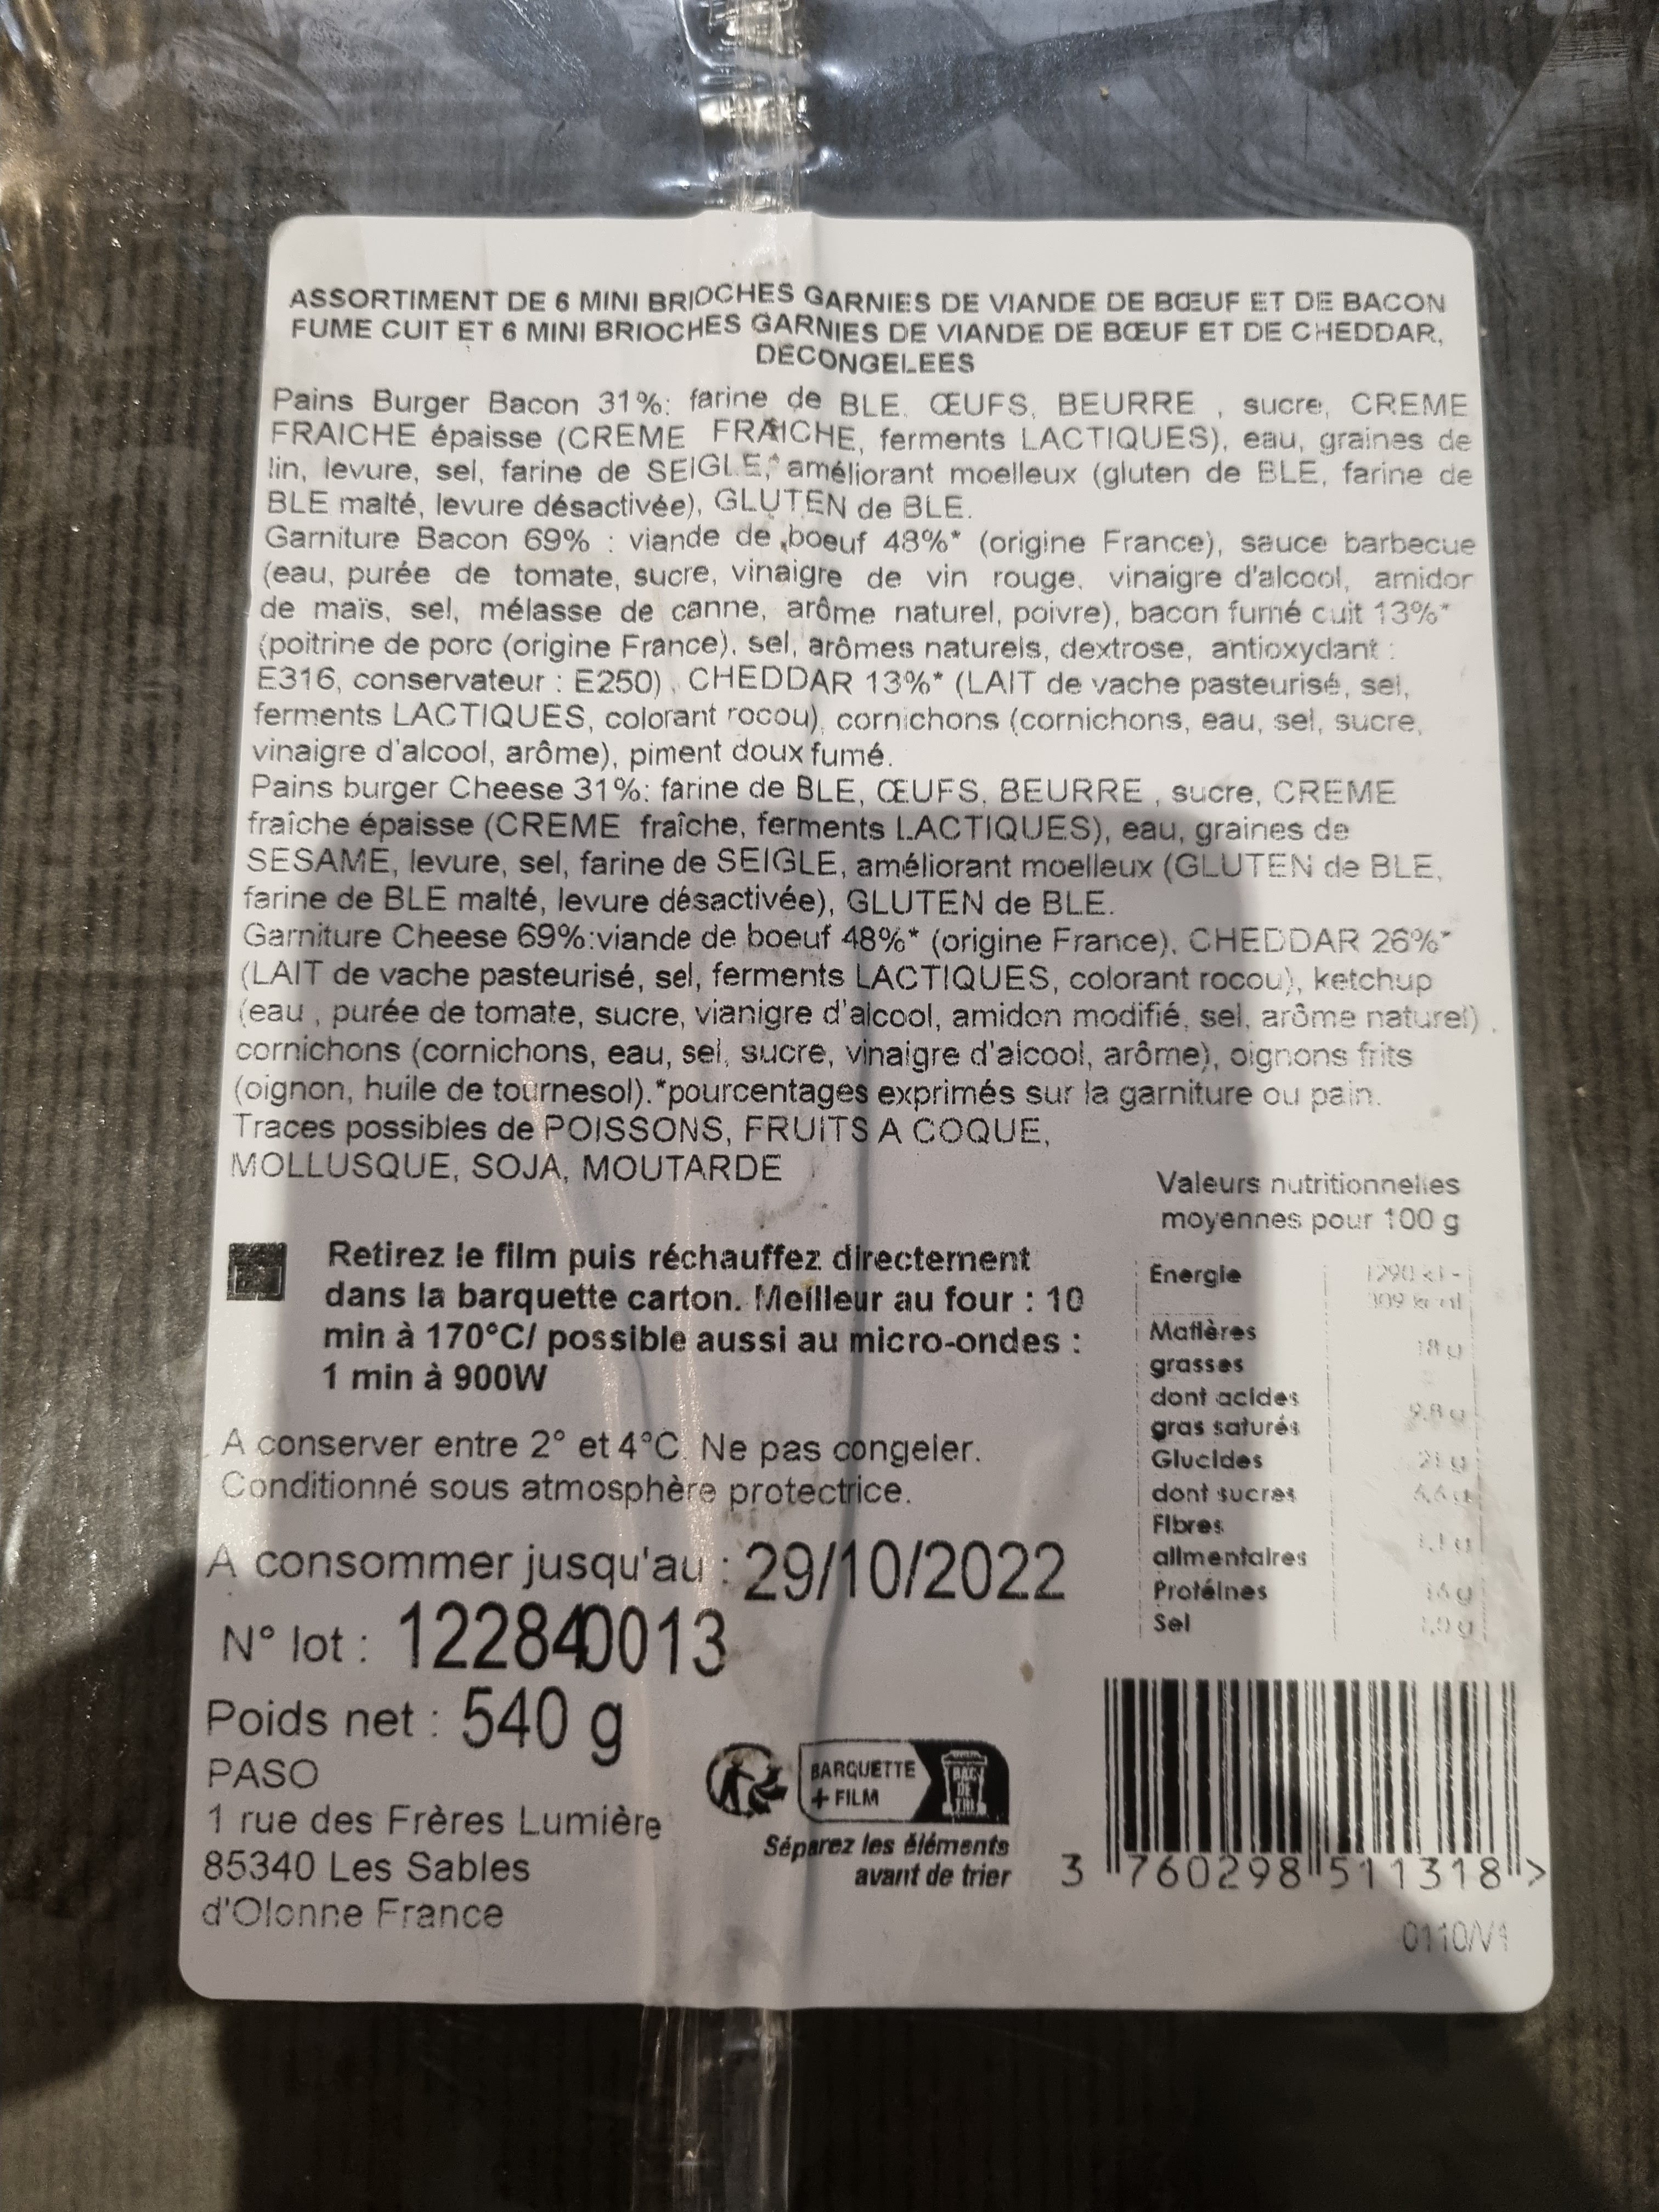 ASSORTIMENT DE 6 MINI BRIOCHES GARNIES DE VIANDE DE BŒUF ET DE BACON
FUME CUIT ET 6 MINI BRIOCHES GARNIES DE VIANDE DE BŒUF ET DE CHEDDAR,
DECONGELEES
Pains Burger Bacon 31%: farine de BLE, ŒUFS, BEURRE , sucre, CREME
FRAICHE épaisse (CREME FRAICHE, ferments LACTIQUES), eau, graines de
lin, levure, sel, farine de SEIGLE, améliorant moelleux (gluten de BLE, farine de
BLE malté, levure désactivée), GLUTEN de BLE.
Garniture Bacon 69% : viande de boeuf 48%* (origine France), sauce barbecue
(eau, purée de tomate, sucre, vinaigre de vin rouge, vinaigre d'alcool, amidon
de maïs, sel, mélasse de canne, arôme naturel, poivre), bacon fumé cuit 13%*
(poitrine de porc (origine France), sel, arômes naturels, dextrose, antioxydant :
E316, conservateur : E250), CHEDDAR 13%* (LAIT de vache pasteurisé, sel,
ferments LACTIQUES, colorant rocou), cornichons (cornichons, eau, sel, sucre,
vinaigre d'alcool, arôme), piment doux fumé.
Pains burger Cheese 31%: farine de BLE, ŒUFS, BEURRE , sucre, CREME
fraîche épaisse (CREME fraîche, ferments LACTIQUES), eau, graines de
SESAME, levure, sel, farine de SEIGLE, améliorant moelleux (GLUTEN de BLE,
farine de BLE malté, levure désactivée), GLUTEN de BLE.
Garniture Cheese 69%:viande de boeuf 48%* (origine France), CHEDDAR 26%*
(LAIT de vache pasteurisé, sel, ferments LACTIQUES, colorant rocou), ketchup
(eau , purée de tomate, sucre, vianigre d'alcool, amidon modifié, sel, arôme naturel) ,
cornichons (cornichons, eau, sel, sucre, vinaigre d'alcool, arôme), oignons frits
(oignon, huile de tournesol).*pourcentages exprimés sur la garniture ou pain.
Traces possibles de POISSONS, FRUITS A COQUE,
MOLLUSQUE, SOJA, MOUTARDE
Retirez le film puis réchauffez directement
dans la barquette carton. Meilleur au four : 10
min à 170°C/ possible aussi au micro-ondes :
1 min à 900W
A conserver entre 2° et 4°C. Ne pas congeler.
Conditionné sous atmosphère protectrice.
A consommer jusqu'au : 29/10/2022
N° lot : 122840013
Poids net : 540 g
PASO
1 rue des Frères Lumière
85340 Les Sables
d'Olonne France
BARQUETTE
+ FILM
BAC
DE
TRI
Séparez les éléments
avant de trier
Valeurs nutritionnelles
moyennes pour 100 g
Energie 1290 kJ -
309 kcal
Matières 18 g
grasses
dont acides 9.8 g
gras saturés
Glucides 21 g
dont sucres 6,6 g
Fibres
alimentaires
Protéines 16 g
Sel
3 760298 511318 >
0110/V1